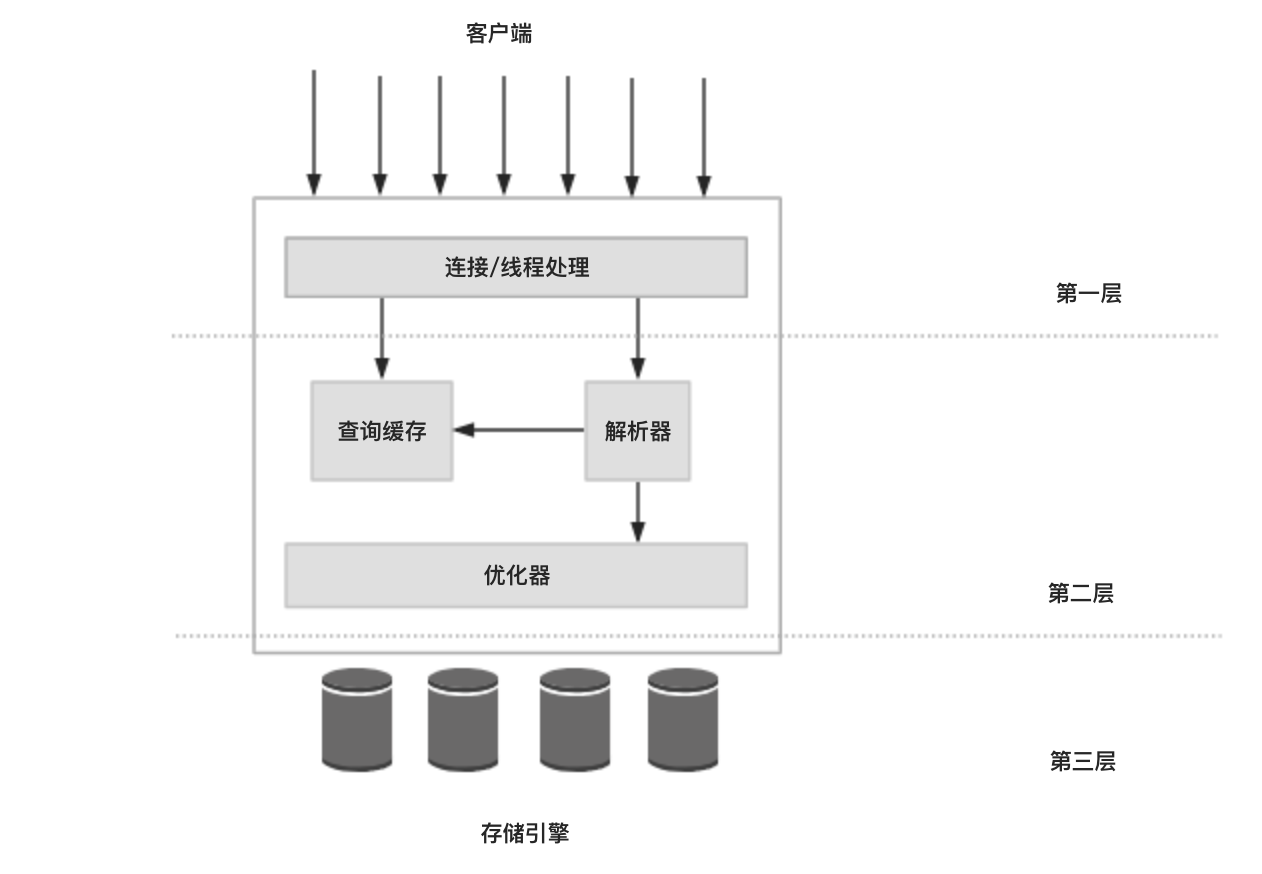 客户端
连接/线程处理
第一层
查询缓存
解析器
优化器
第二层
第三层
存储引擎